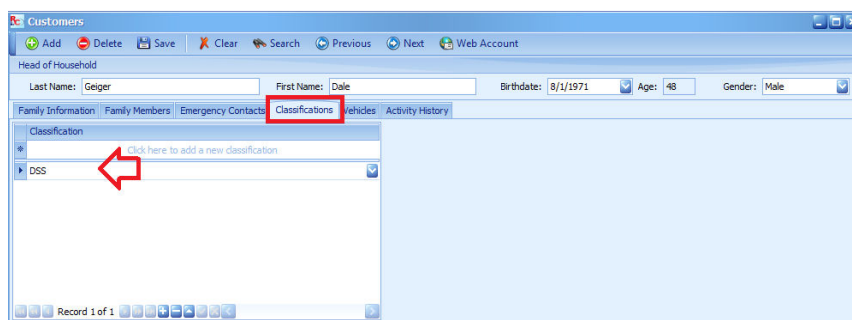 Customers
Add Delete Save Clear Search Previous Next Web Account
Head of Household
Last Name: Geiger First Name: Dale Birthdate: 8/1/1971 Age: 48 Gender: Male
Family Information Family Members Emergency Contacts Classifications Vehicles Activity History
Classification
Click here to add a new classification
DSS
Record 1 of 1